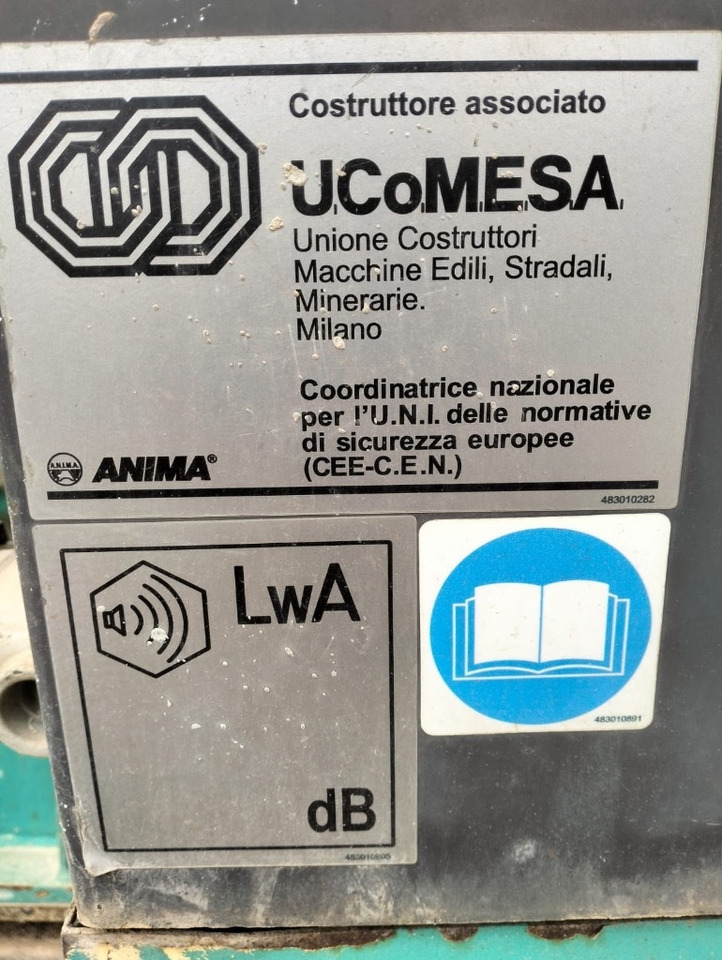 Costruttore associato
UCoMESA
Unione Costruttori
Macchine Edili, Stradali,
Minerarie.
Milano
Coordinatrice nazionale
per l'U.N.I. delle normative
di sicurezza europee
(CEE-C.E.N.)
A.N.I.M.A.
ANIMA®
483010282
LwA
dB
483010891